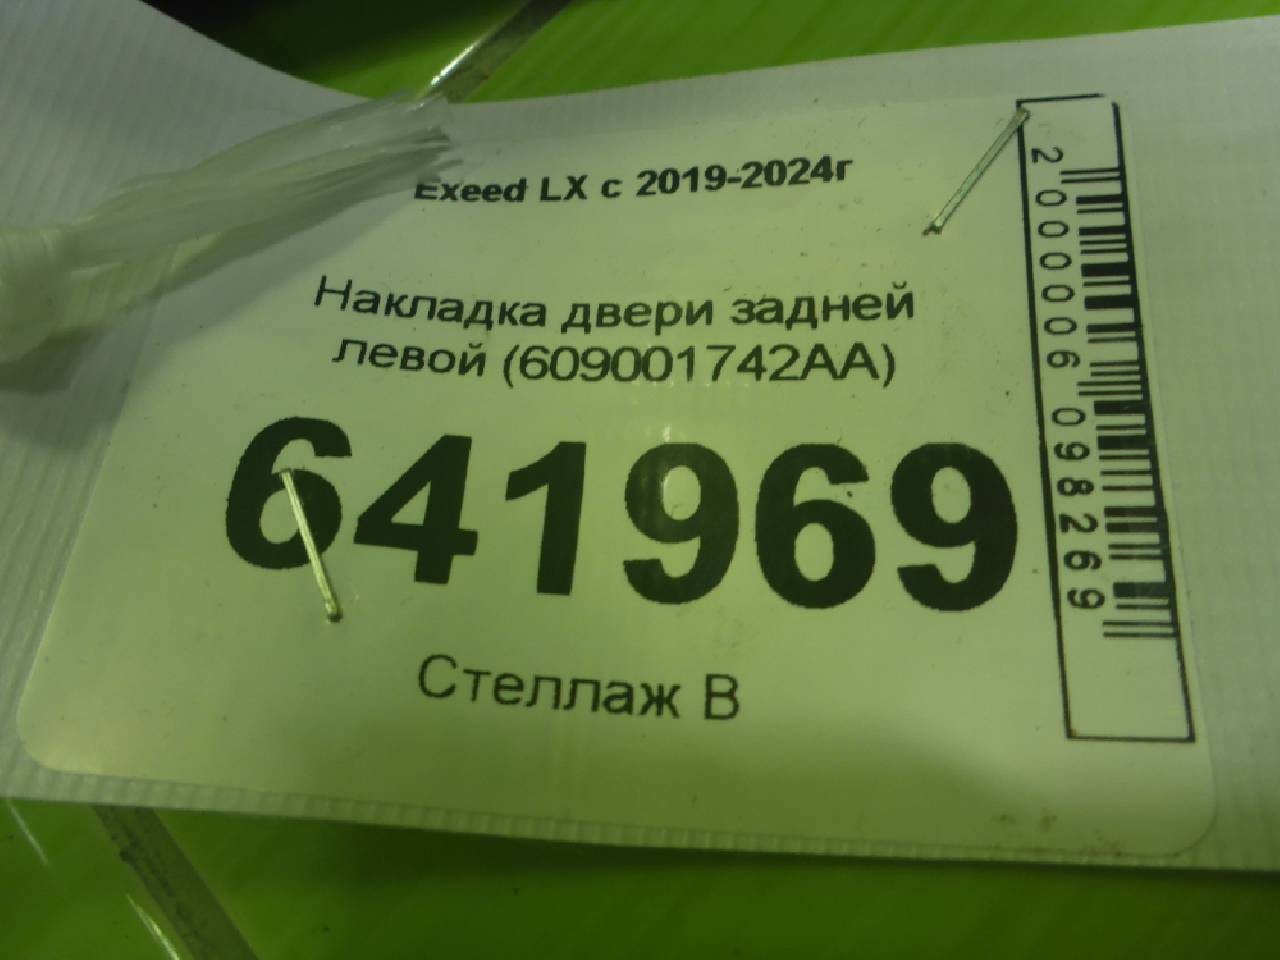 Exeed LX с 2019-2024г
Накладка двери задней
левой (609001742AA)
641969
Стеллаж В
2000006098269